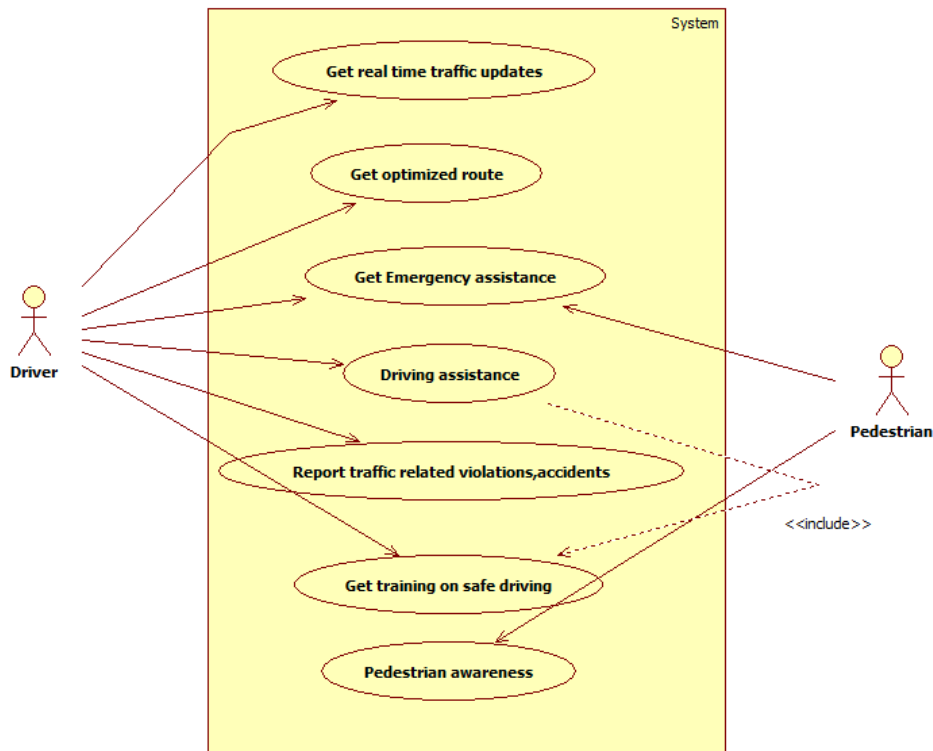 System
Get real time traffic updates
Get optimized route
Get Emergency assistance
Driver
Driving assistance
Pedestrian
Report traffic related violations,accidents
<<include>>
Get training on safe driving
Pedestrian awareness